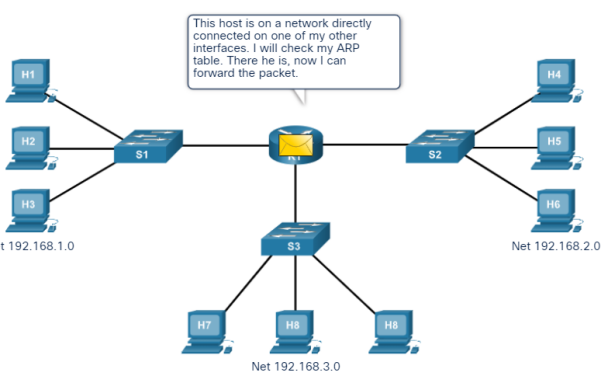 This host is on a network directly
connected on one of my other
interfaces. I will check my ARP
table. There he is, now I can
forward the packet.
H1
H4
H2
S1
S2
H5
H3
H6
t 192.168.1.0
Net 192.168.2.0
S3
H7
H8
H8
Net 192.168.3.0